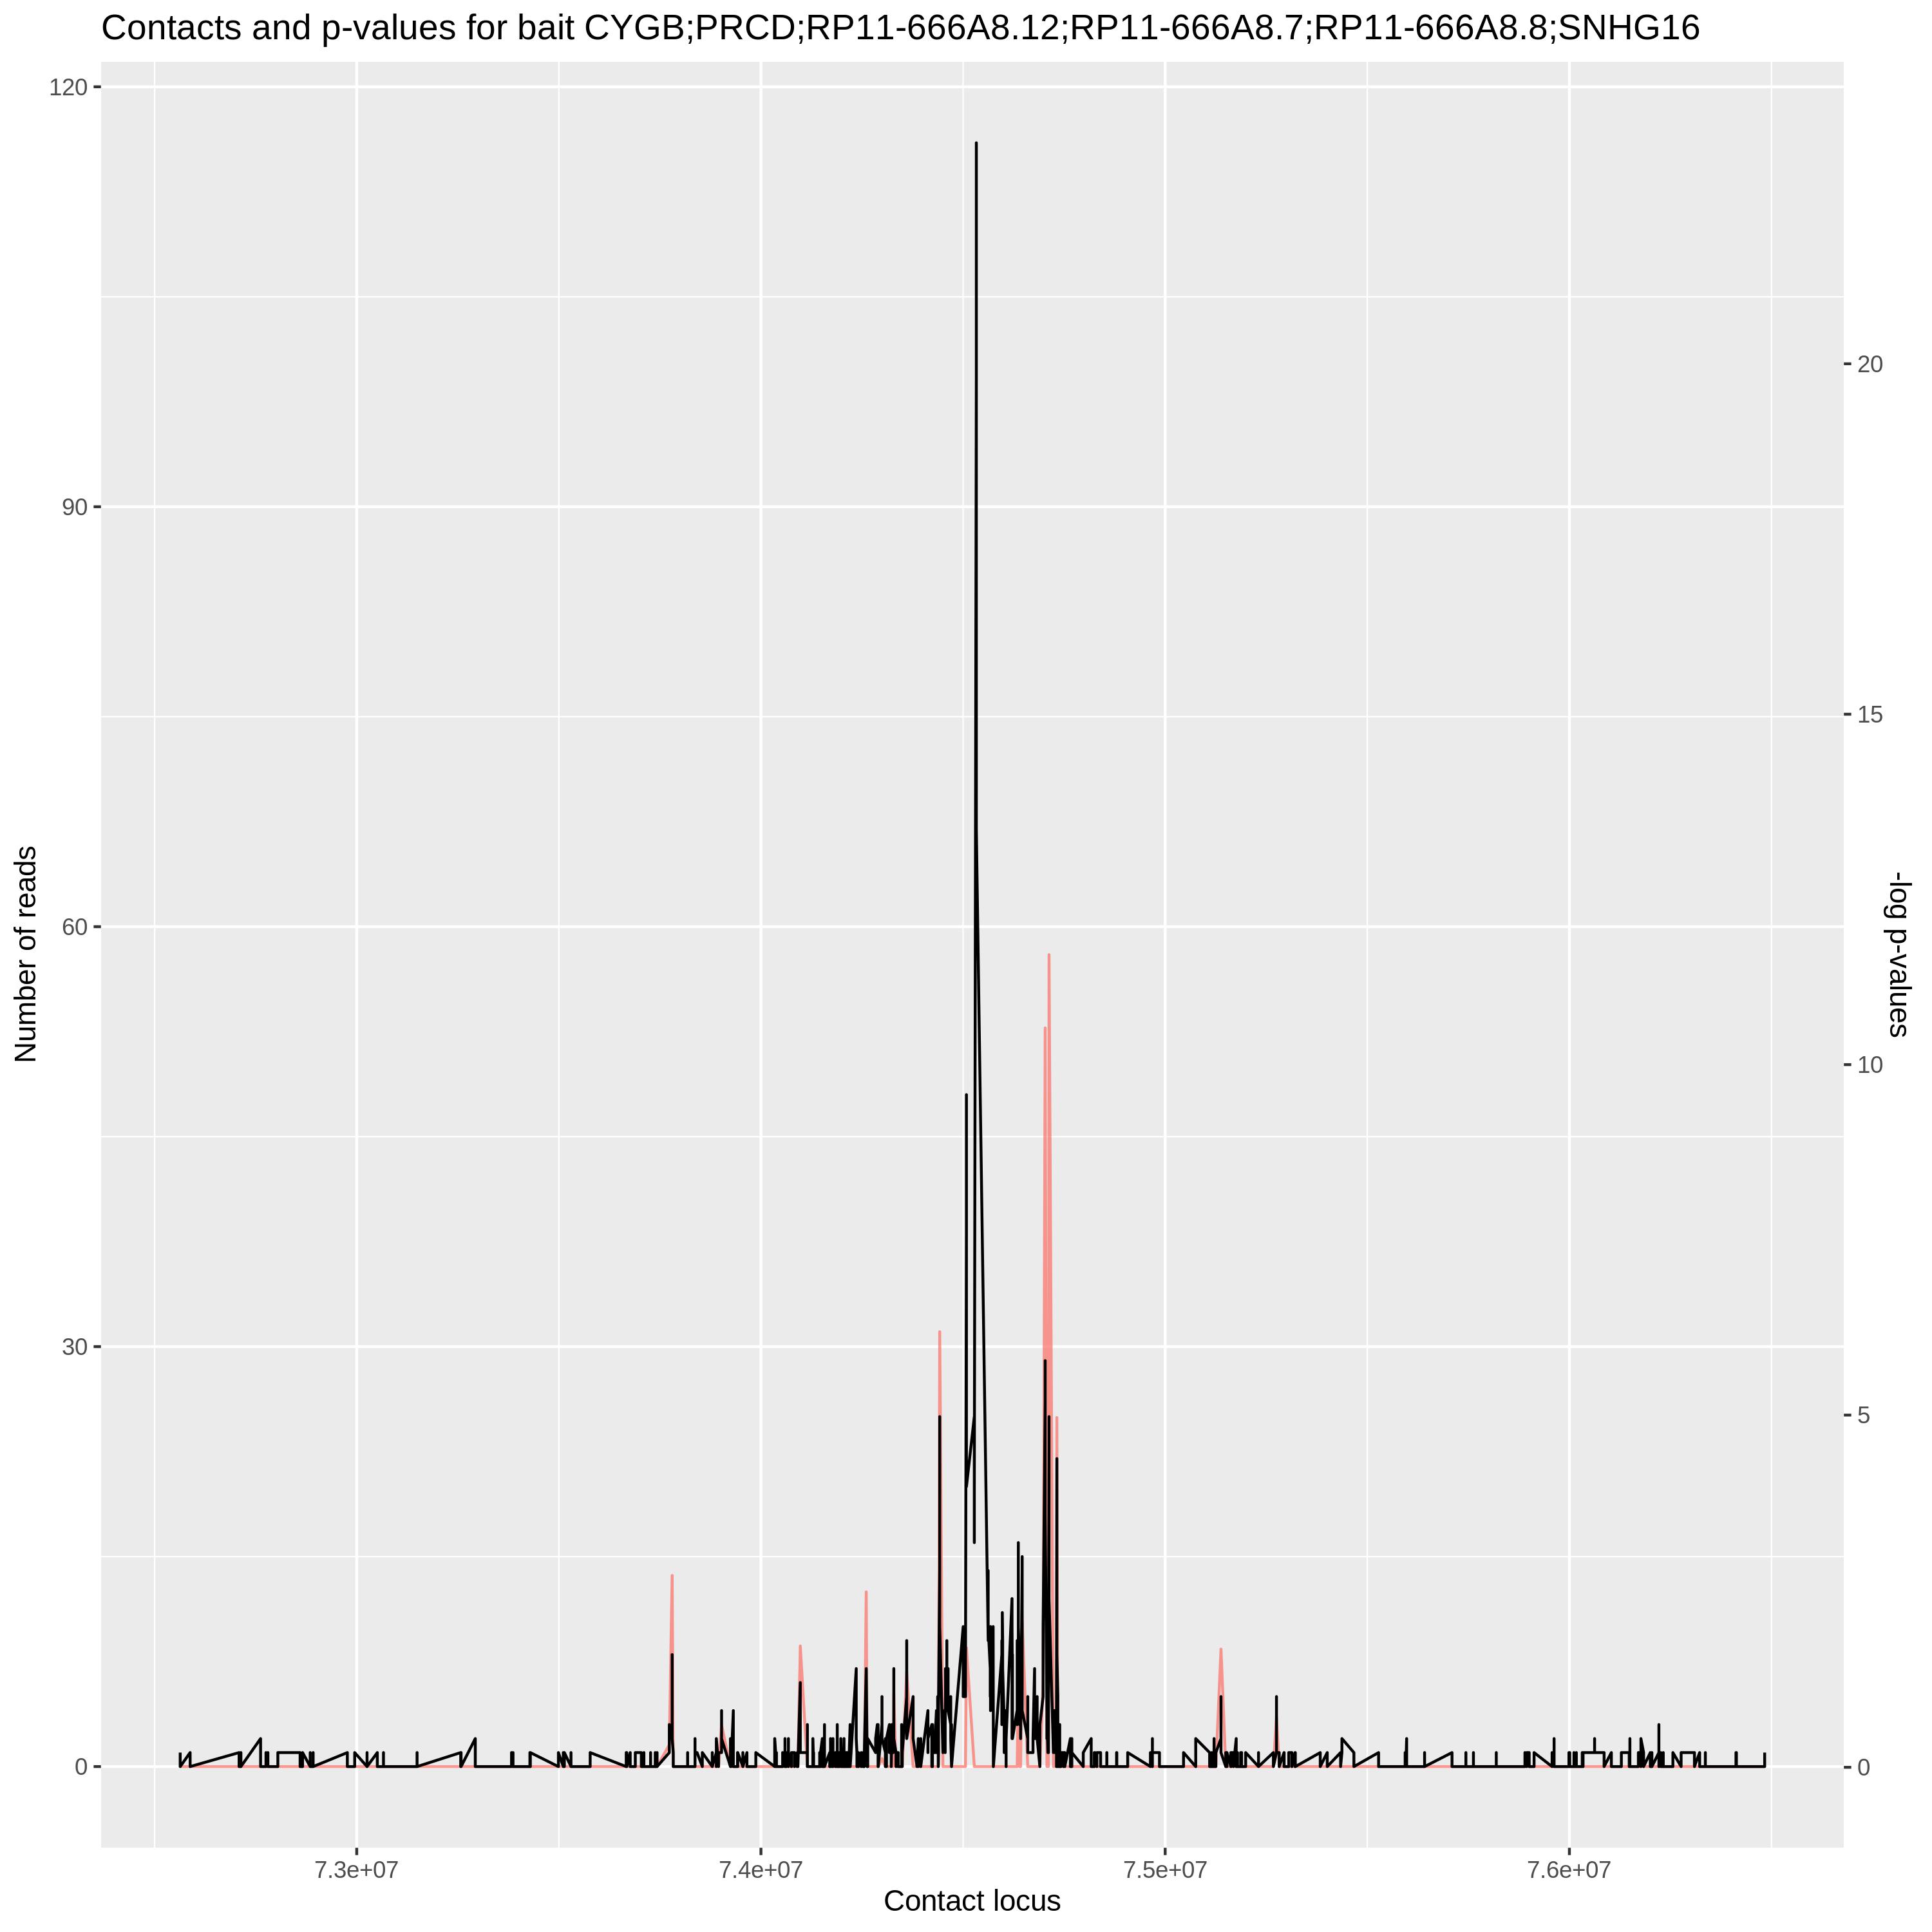 Contacts and p-values for bait CYGB;PRCD;RP11-666A8.12;RP11-666A8.7;RP11-666A8.8;SNHG16
120
90
60
30
0
Number of reads
20
15
10
5
0
-log p-values
7.3e+07 7.4e+07 7.5e+07 7.6e+07
Contact locus